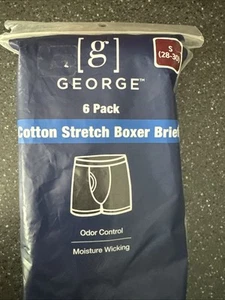 [g]
S
(28-30)
GEORGE™
6 Pack
Cotton Stretch Boxer Brief
Odor Control
Moisture Wicking